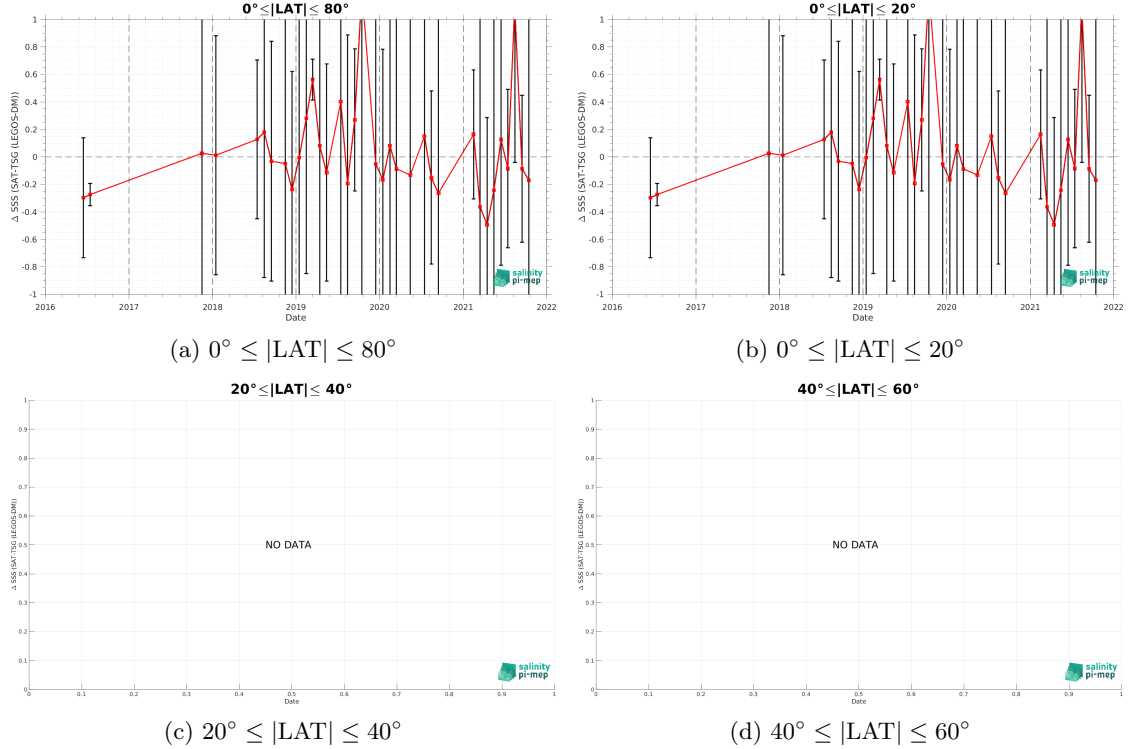 0°≤|LAT|≤ 80°
Δ SSS (SAT-TSG (LEGOS-DM))
1
0.8
0.6
0.4
0.2
0
-0.2
-0.4
-0.6
-0.8
-1
2016 2017 2018 2019 2020 2021 2022
Date
salinity
pi-mep
(a) 0° ≤ |LAT| ≤ 80°
0°≤|LAT|≤ 20°
Δ SSS (SAT-TSG (LEGOS-DM))
1
0.8
0.6
0.4
0.2
0
-0.2
-0.4
-0.6
-0.8
-1
2016 2017 2018 2019 2020 2021 2022
Date
salinity
pi-mep
(b) 0° ≤ |LAT| ≤ 20°
20°≤|LAT|≤ 40°
Δ SSS (SAT-TSG (LEGOS-DM))
1
0.9
0.8
0.7
0.6
0.5
0.4
0.3
0.2
0.1
0
NO DATA
0 0.1 0.2 0.3 0.4 0.5 0.6 0.7 0.8 0.9 1
Date
salinity
pi-mep
(c) 20° ≤ |LAT| ≤ 40°
40°≤|LAT|≤ 60°
Δ SSS (SAT-TSG (LEGOS-DM))
1
0.9
0.8
0.7
0.6
0.5
0.4
0.3
0.2
0.1
0
NO DATA
0 0.1 0.2 0.3 0.4 0.5 0.6 0.7 0.8 0.9 1
Date
salinity
pi-mep
(d) 40° ≤ |LAT| ≤ 60°